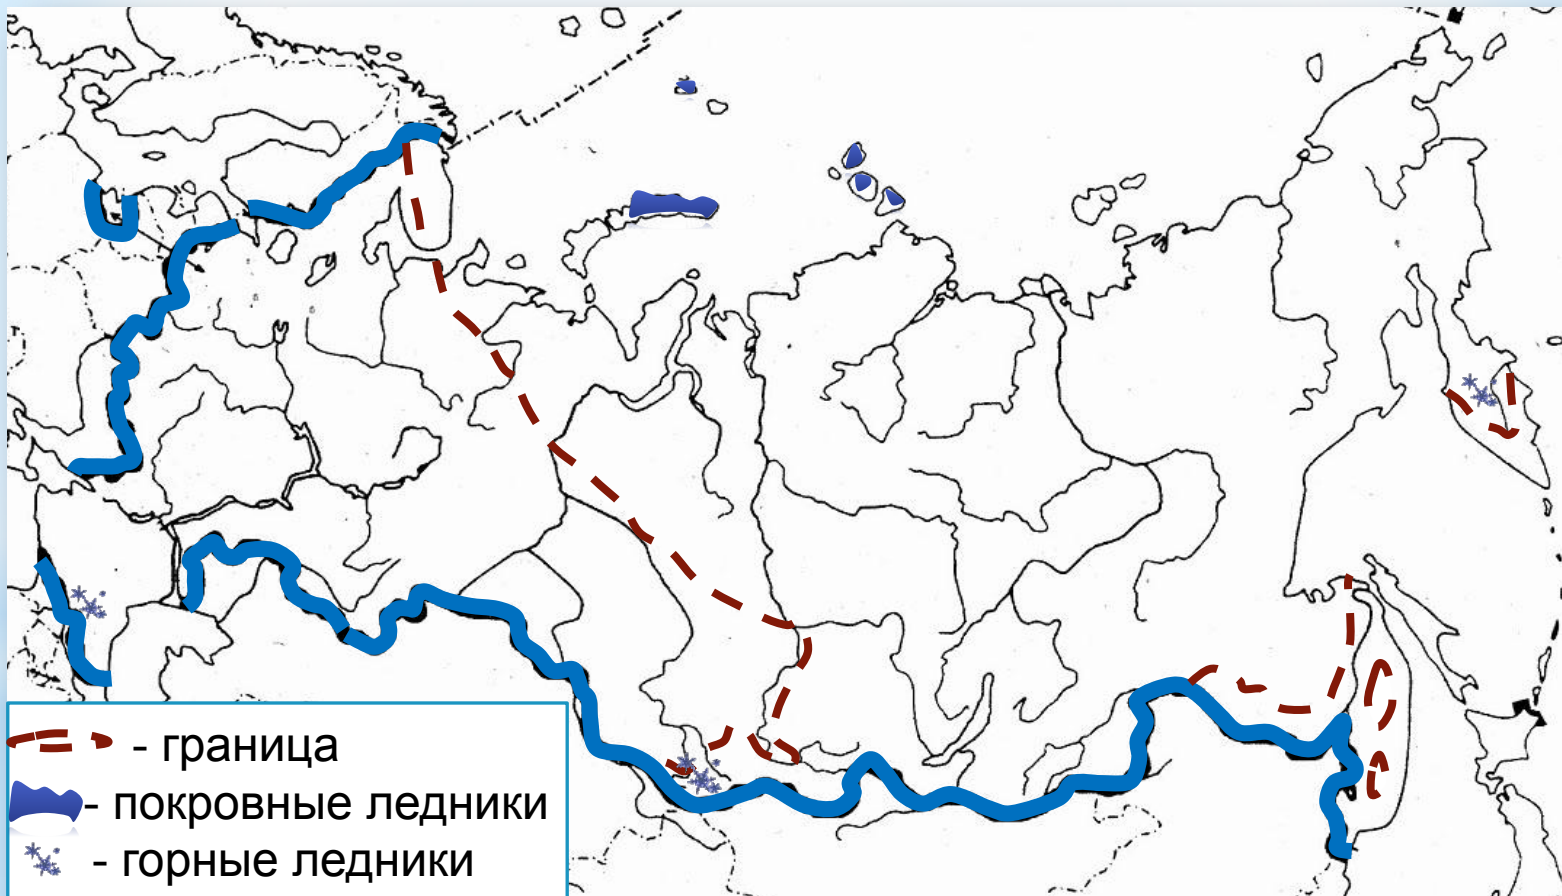 - граница
- покровные ледники
- горные ледники